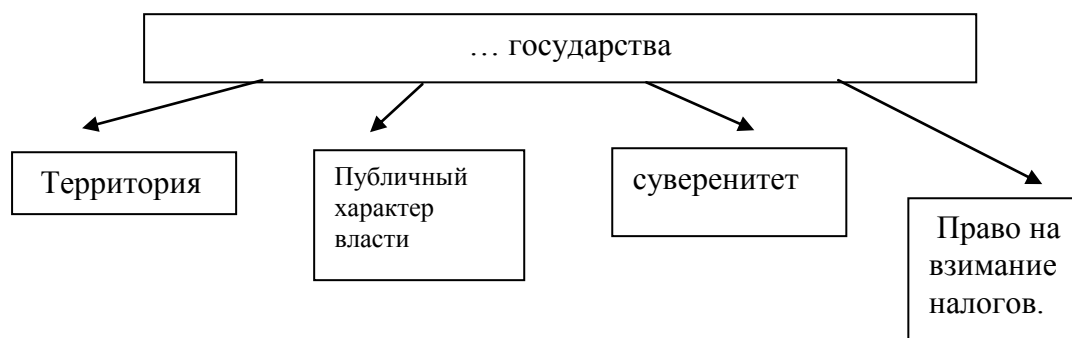 … государства
Территория
Публичный
характер
власти
суверенитет
Право на
взимание
налогов.